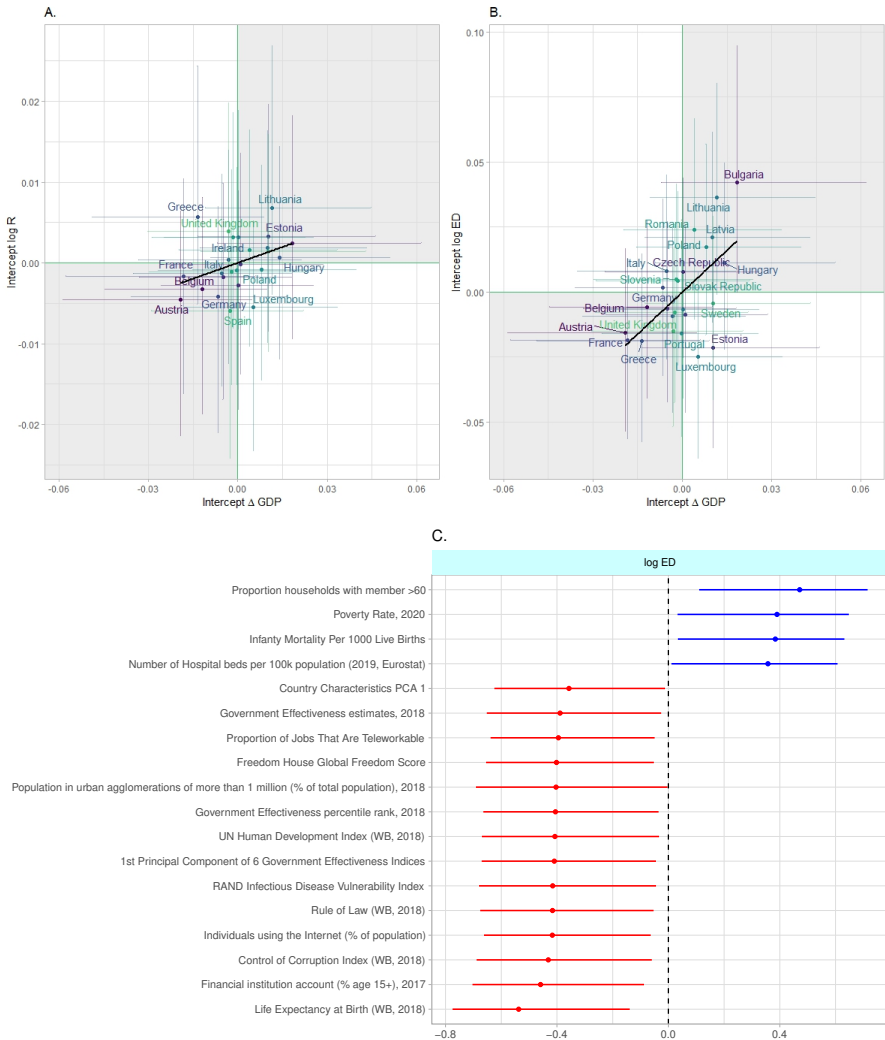 A.
Intercept log R
0.02
0.01
0.00
-0.01
-0.02
Greece
Lithuania
United Kingdom
Estonia
Ireland
France
Italy
Hungary
Belgium
Poland
Austria
Germany
Luxembourg
Spain
-0.06
-0.03
0.00
0.03
0.06
Intercept Δ GDP
B.
Intercept log ED
0.10
0.05
0.00
-0.05
Bulgaria
Lithuania
Romania
Latvia
Poland
Italy
Czech Republic
Hungary
Slovenia
Slovak Republic
Germany
Belgium
Sweden
Austria
United Kingdom
France
Portugal
Estonia
Greece
Luxembourg
-0.06
-0.03
0.00
0.03
0.06
Intercept Δ GDP
C.
log ED
Proportion households with member >60
Poverty Rate, 2020
Infanty Mortality Per 1000 Live Births
Number of Hospital beds per 100k population (2019, Eurostat)
Country Characteristics PCA 1
Government Effectiveness estimates, 2018
Proportion of Jobs That Are Teleworkable
Freedom House Global Freedom Score
Population in urban agglomerations of more than 1 million (% of total population), 2018
Government Effectiveness percentile rank, 2018
UN Human Development Index (WB, 2018)
1st Principal Component of 6 Government Effectiveness Indices
RAND Infectious Disease Vulnerability Index
Rule of Law (WB, 2018)
Individuals using the Internet (% of population)
Control of Corruption Index (WB, 2018)
Financial institution account (% age 15+), 2017
Life Expectancy at Birth (WB, 2018)
−0.8
−0.4
0.0
0.4